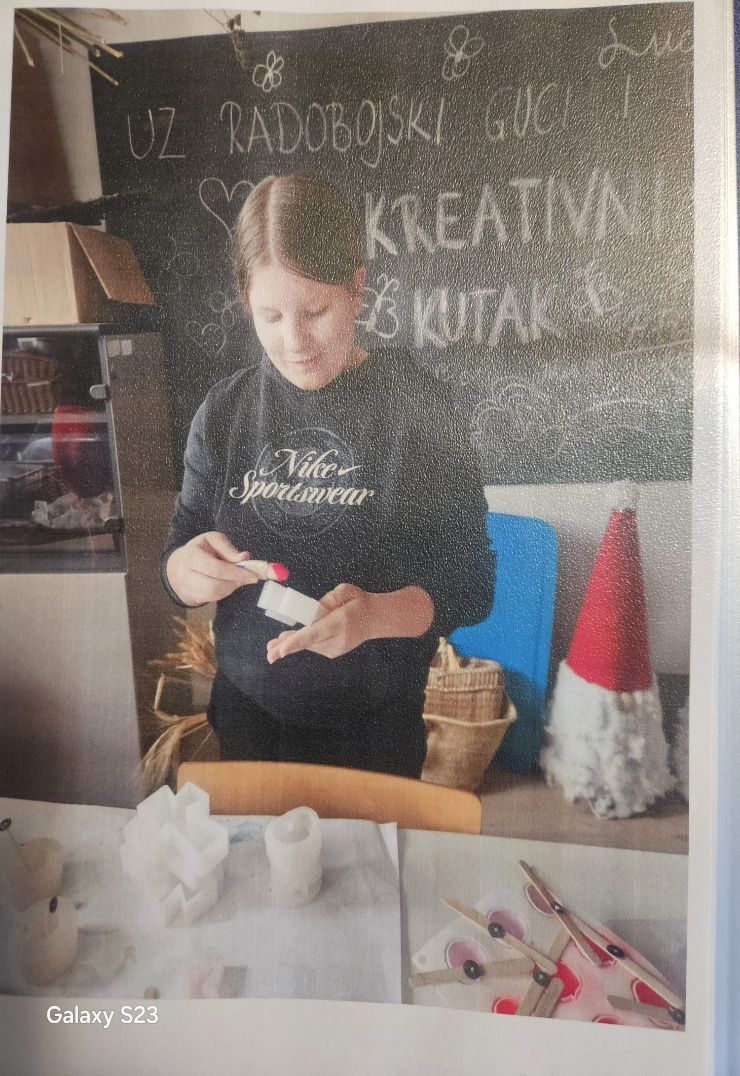 UZ RADOBOJSKI GUCI I
KREATIVNI
KUTAK
Nike
Sportswear
Galaxy S23